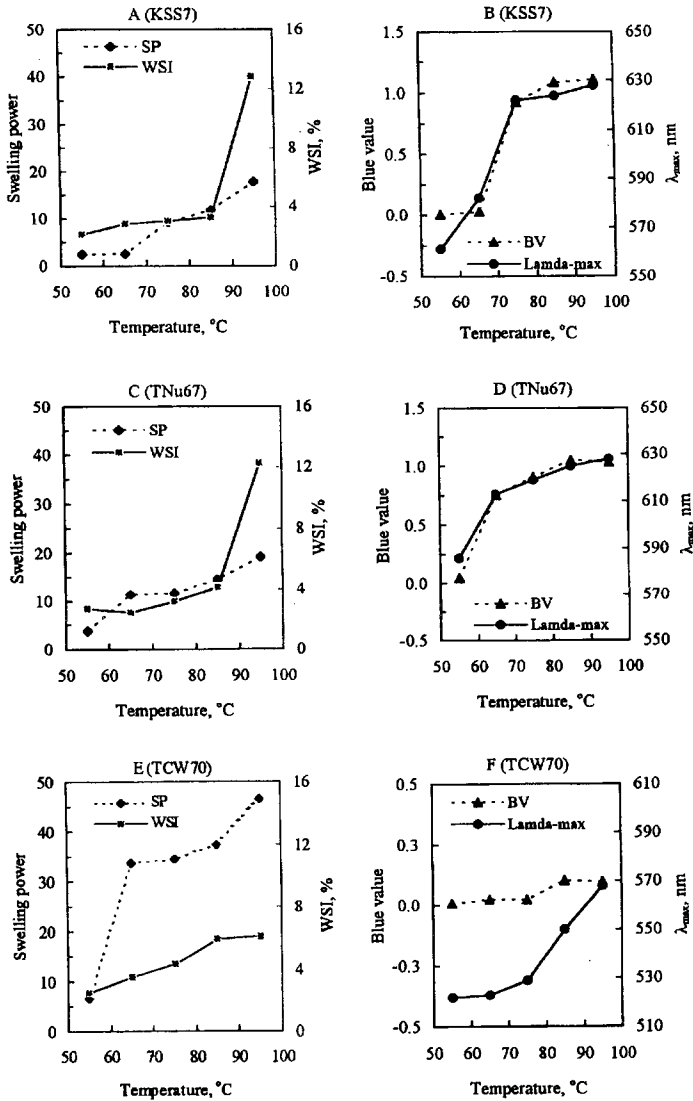 A (KSS7)
50
40
30
20
10
0
Swelling power
SP
WSI
16
12
8
4
0
WSI, %
50 60 70 80 90 100
Temperature, °C
B (KSS7)
1.5
1.0
0.5
0.0
-0.5
Blue value
BV
Lamda-max
650
630
610
590
570
550
λmax, nm
50 60 70 80 90 100
Temperature, °C
C (TNu67)
50
40
30
20
10
0
Swelling power
SP
WSI
16
12
8
4
0
WSI, %
50 60 70 80 90 100
Temperature, °C
D (TNu67)
1.5
1.0
0.5
0.0
-0.5
Blue value
BV
Lamda-max
650
630
610
590
570
550
λmax, nm
50 60 70 80 90 100
Temperature, °C
E (TCW70)
50
40
30
20
10
0
Swelling power
SP
WSI
16
12
8
4
0
WSI, %
50 60 70 80 90 100
Temperature, °C
F (TCW70)
0.5
0.3
0.0
-0.3
-0.5
Blue value
BV
Lamda-max
610
590
570
550
530
510
λmax, nm
50 60 70 80 90 100
Temperature, °C